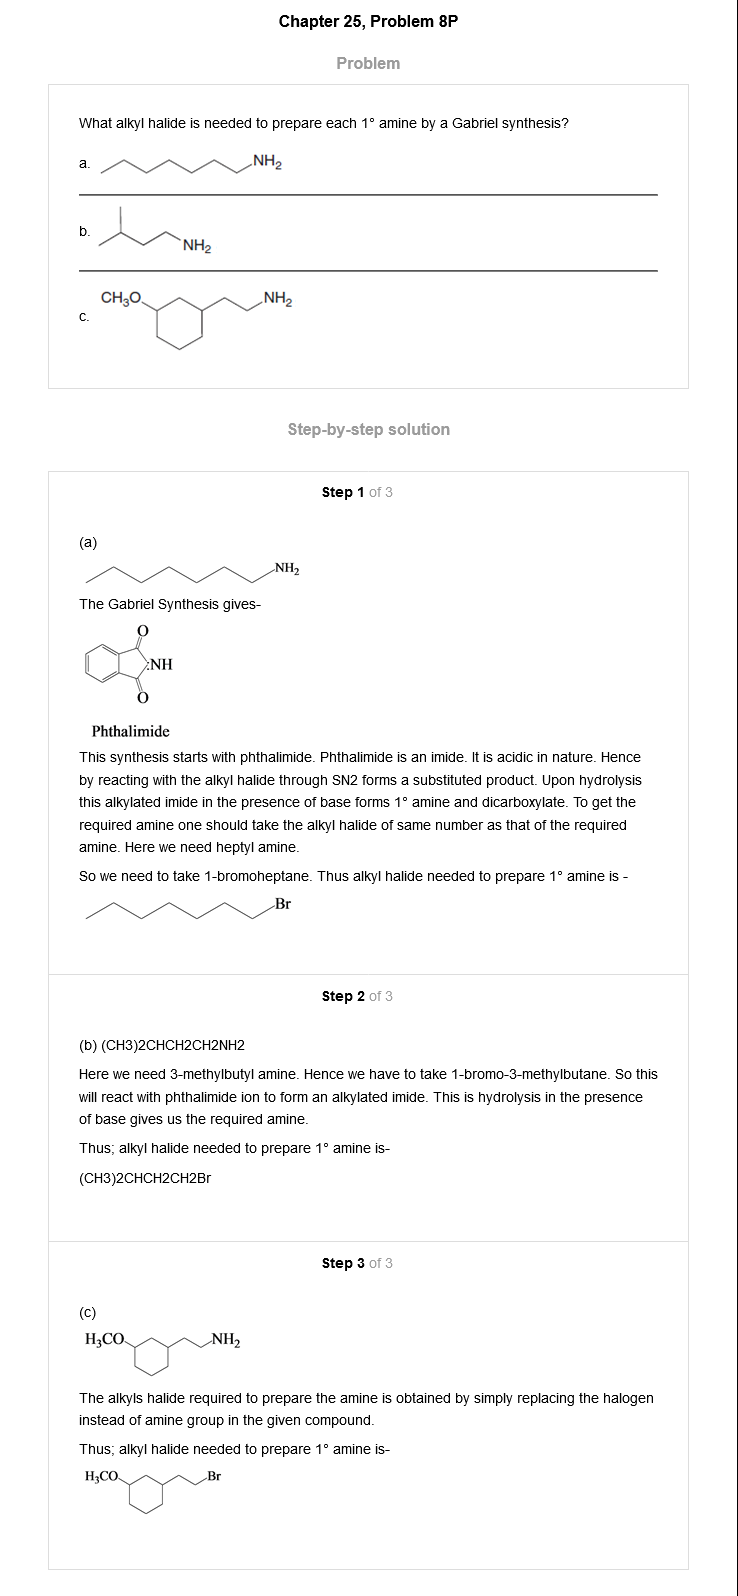 Chapter 25, Problem 8P
Problem
What alkyl halide is needed to prepare each 1° amine by a Gabriel synthesis?
a.
NH2
b.
NH2
CH3O
NH2
c.
Step-by-step solution
Step 1 of 3
(a)
NH2
The Gabriel Synthesis gives-
O
:NH
O
Phthalimide
This synthesis starts with phthalimide. Phthalimide is an imide. It is acidic in nature. Hence
by reacting with the alkyl halide through SN2 forms a substituted product. Upon hydrolysis
this alkylated imide in the presence of base forms 1° amine and dicarboxylate. To get the
required amine one should take the alkyl halide of same number as that of the required
amine. Here we need heptyl amine.
So we need to take 1-bromoheptane. Thus alkyl halide needed to prepare 1° amine is -
Br
Step 2 of 3
(b) (CH3)2CHCH2CH2NH2
Here we need 3-methylbutyl amine. Hence we have to take 1-bromo-3-methylbutane. So this
will react with phthalimide ion to form an alkylated imide. This is hydrolysis in the presence
of base gives us the required amine.
Thus; alkyl halide needed to prepare 1° amine is-
(CH3)2CHCH2CH2Br
Step 3 of 3
(c)
H3CO
NH2
The alkyls halide required to prepare the amine is obtained by simply replacing the halogen
instead of amine group in the given compound.
Thus; alkyl halide needed to prepare 1° amine is-
H3CO
Br